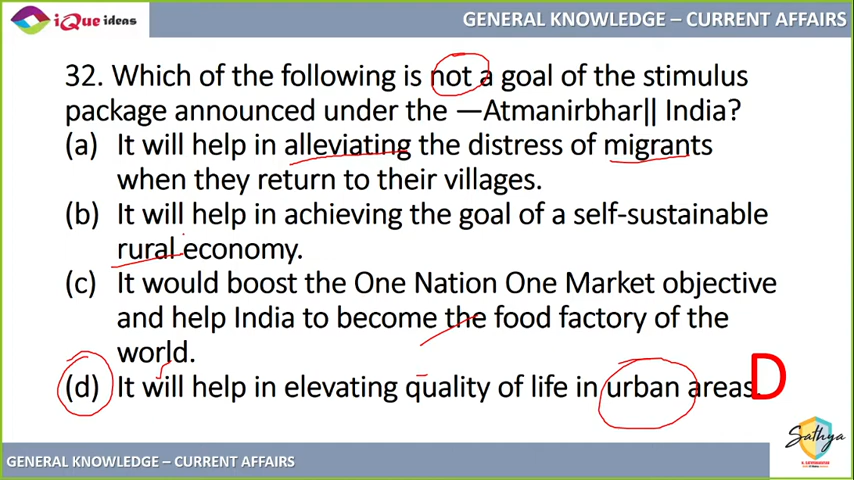 iQue ideas
GENERAL KNOWLEDGE – CURRENT AFFAIRS
32. Which of the following is not a goal of the stimulus
package announced under the ―Atmanirbhar|| India?
(a) It will help in alleviating the distress of migrants
when they return to their villages.
(b) It will help in achieving the goal of a self-sustainable
rural economy.
(c) It would boost the One Nation One Market objective
and help India to become the food factory of the
world.
(d) It will help in elevating quality of life in urban areas.
D
Sathya
GENERAL KNOWLEDGE – CURRENT AFFAIRS